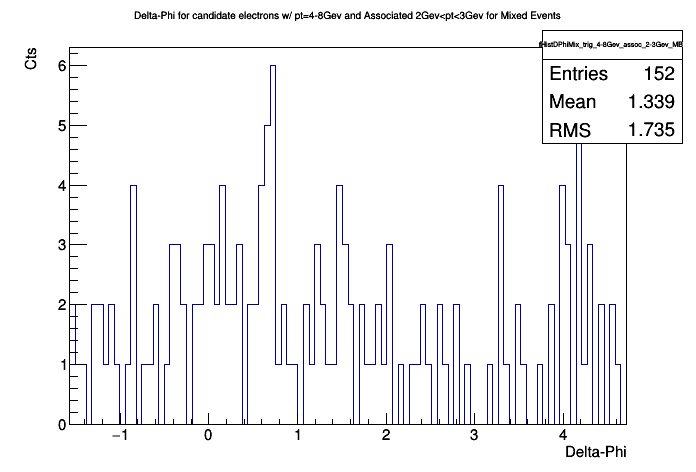 Delta-Phi for candidate electrons w/ pt=4-8Gev and Associated 2Gev<pt<3Gev for Mixed Events
Cts
fHistDPhiMix_trig_4-8Gev_assoc_2-3Gev_MB
Entries 152
Mean 1.339
RMS 1.735
6
5
4
3
2
1
0
−1 0 1 2 3 4
Delta-Phi